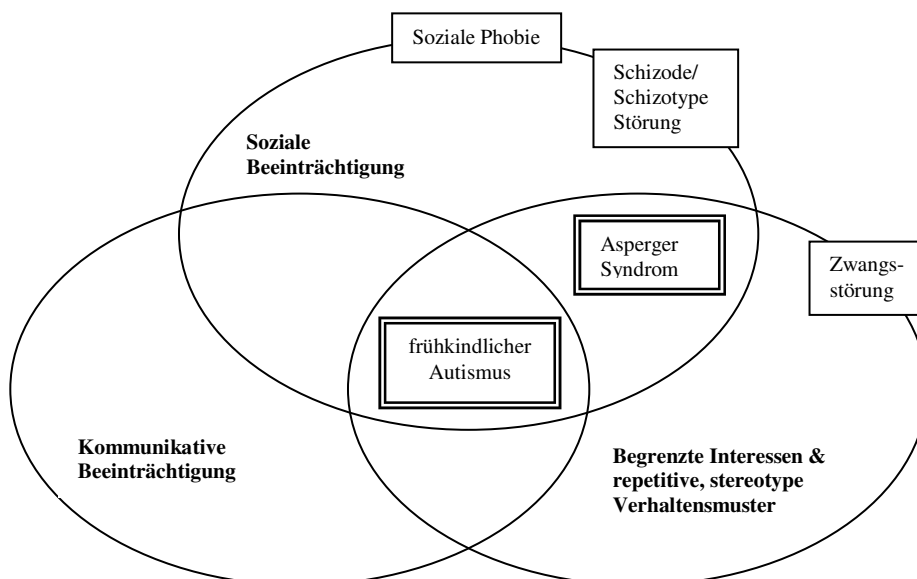 Soziale Phobie
Schizode/
Schizotype
Störung
Soziale
Beeinträchtigung
Asperger
Syndrom
Zwangs-
störung
frühkindlicher
Autismus
Kommunikative
Beeinträchtigung
Begrenzte Interessen &
repetitive, stereotype
Verhaltensmuster